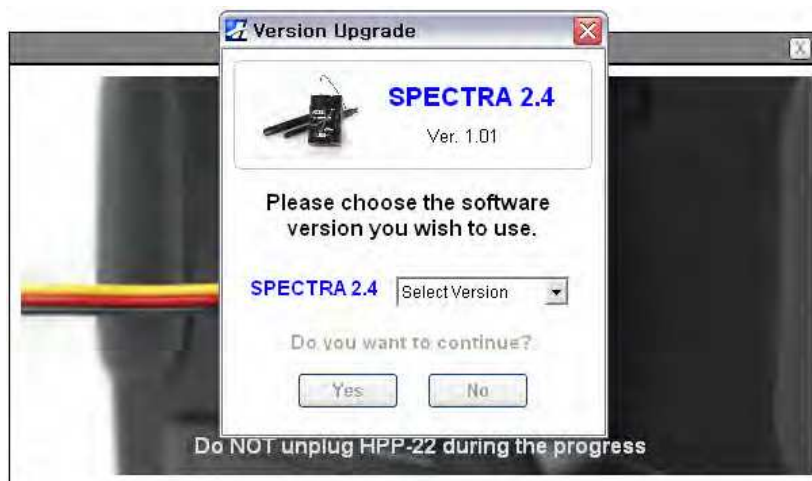 Version Upgrade
SPECTRA 2.4
Ver. 1.01
Please choose the software
version you wish to use.
SPECTRA 2.4 Select Version
Do you want to continue?
Yes No
Do NOT unplug HPP-22 during the progress